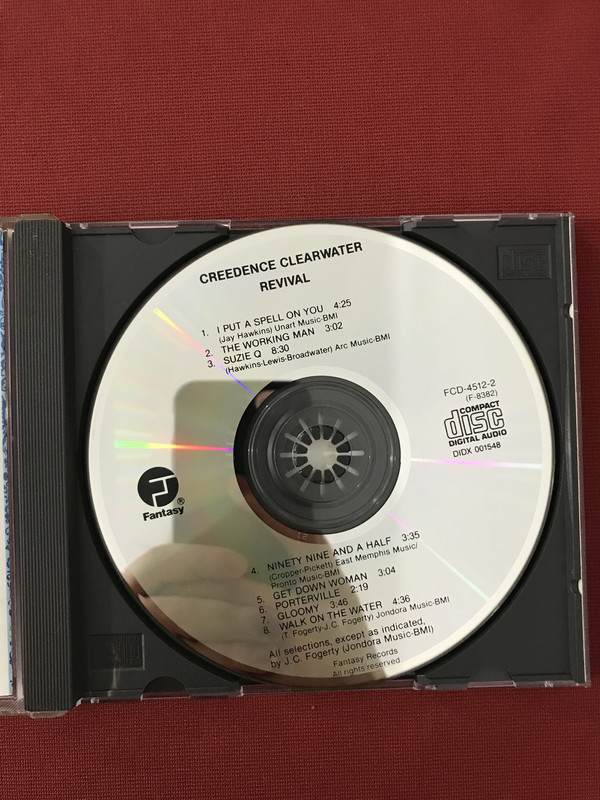 CREEDENCE CLEARWATER
REVIVAL
1. I PUT A SPELL ON YOU 4:25
(Jay Hawkins) Unart Music-BMI
2. THE WORKING MAN 3:02
3. SUZIE Q 8:30
(Hawkins-Lewis-Broadwater) Arc Music-BMI
FCD-4512-2
(F-8382)
COMPACT
disc
DIGITAL AUDIO
DIDX 001548
F
®
Fantasy
4. NINETY NINE AND A HALF 3:35
(Cropper-Pickett) East Memphis Music/
Pronto Music-BMI
5. GET DOWN WOMAN 3:04
6. PORTERVILLE 2:19
7. GLOOMY 3:46
8. WALK ON THE WATER 4:36
(T. Fogerty-J.C. Fogerty) Jondora Music-BMI
All selections, except as indicated,
by J.C. Fogerty (Jondora Music-BMI)
Fantasy Records
All rights reserved